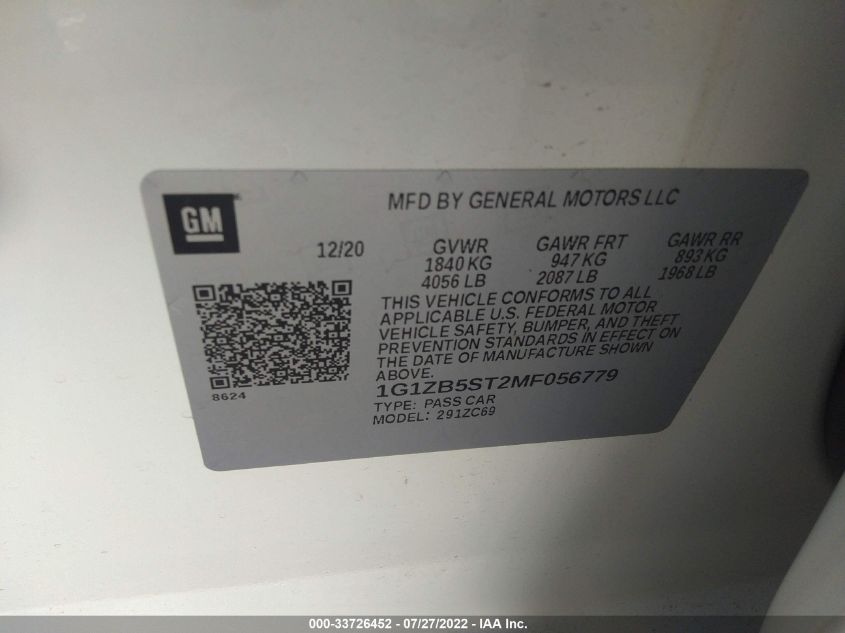 GM
MFD BY GENERAL MOTORS LLC
12/20 GVWR GAWR FRT GAWR RR
1840 KG 947 KG 893 KG
4056 LB 2087 LB 1968 LB
THIS VEHICLE CONFORMS TO ALL
APPLICABLE U.S. FEDERAL MOTOR
VEHICLE SAFETY, BUMPER, AND THEFT
PREVENTION STANDARDS IN EFFECT ON
THE DATE OF MANUFACTURE SHOWN
ABOVE.
8624
1G1ZB5ST2MF056779
TYPE: PASS CAR
MODEL: 291ZC69
000-33726452 - 07/27/2022 - IAA Inc.